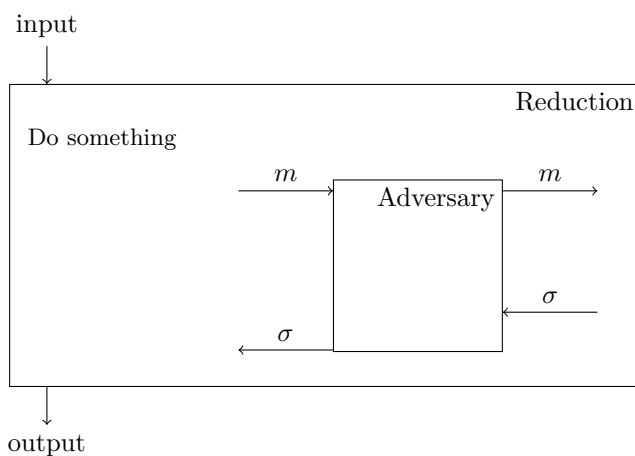 input
Reduction
Do something
m
m
Adversary
σ
σ
output